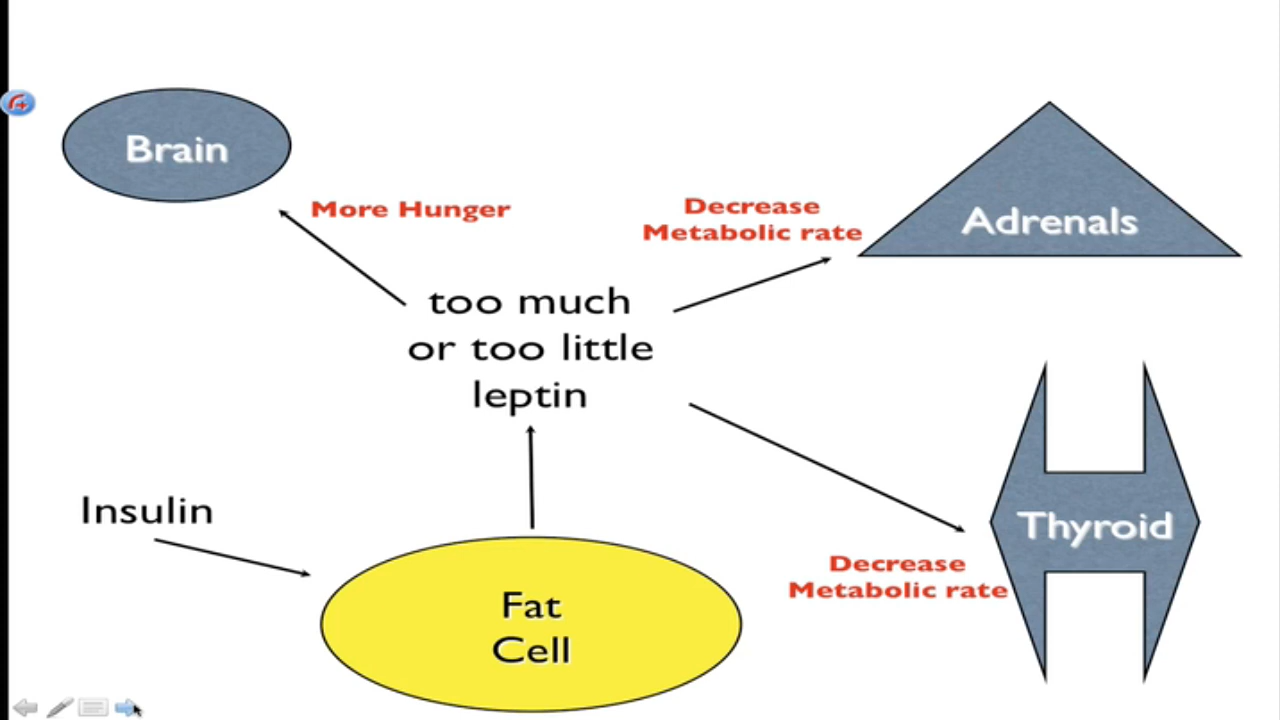 Brain
More Hunger
Decrease
Metabolic rate
Adrenals
too much
or too little
leptin
Insulin
Fat
Cell
Thyroid
Decrease
Metabolic rate